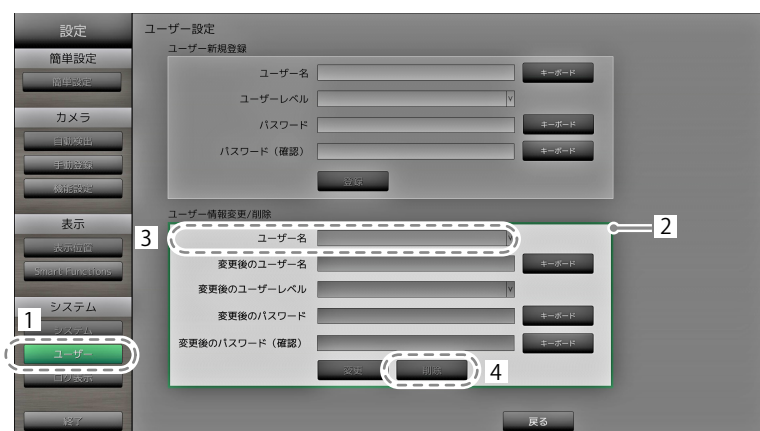 設定
簡単設定
簡単設定
カメラ
自動検出
手動登録
機能設定
表示
表示位置
Smart Functions
システム
1
システム
ユーザー
ログ表示
終了
ユーザー設定
ユーザー新規登録
ユーザー名 キーボード
ユーザーレベル
パスワード キーボード
パスワード（確認） キーボード
登録
ユーザー情報変更/削除
2
3
ユーザー名
変更後のユーザー名 キーボード
変更後のユーザーレベル
変更後のパスワード キーボード
変更後のパスワード（確認） キーボード
変更 削除 4
戻る